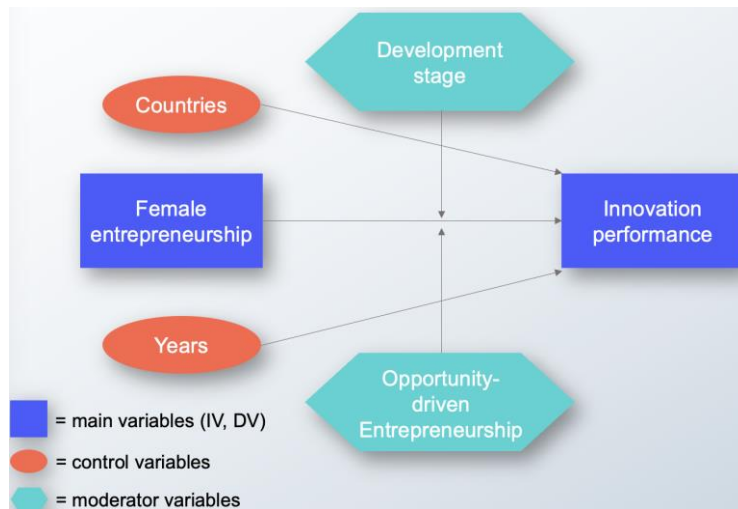 Development
stage
Countries
Female
entrepreneurship
Innovation
performance
Years
Opportunity-
driven
Entrepreneurship
= main variables (IV, DV)
= control variables
= moderator variables